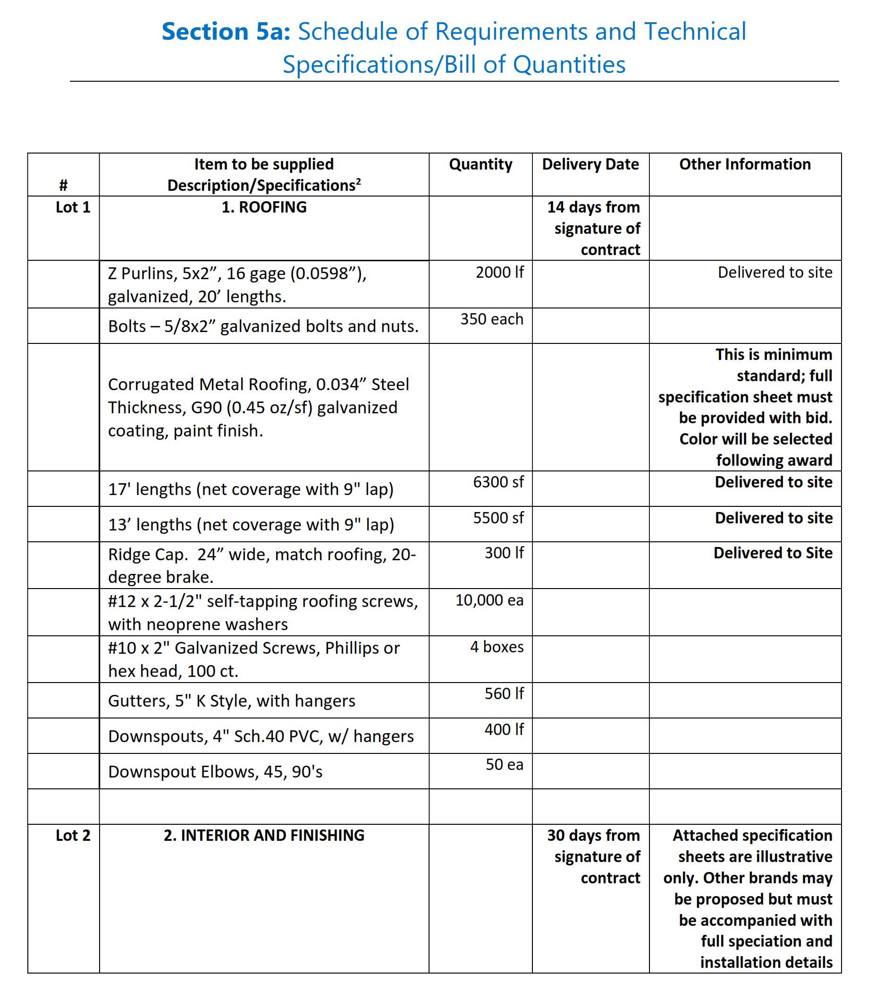 Section 5a: Schedule of Requirements and Technical
Specifications/Bill of Quantities
#
Item to be supplied
Description/Specifications²
Quantity
Delivery Date
Other Information
Lot 1
1. ROOFING
14 days from
signature of
contract
Z Purlins, 5x2”, 16 gage (0.0598”),
galvanized, 20’ lengths.
2000 lf
Delivered to site
Bolts – 5/8x2” galvanized bolts and nuts.
350 each
Corrugated Metal Roofing, 0.034” Steel
Thickness, G90 (0.45 oz/sf) galvanized
coating, paint finish.
This is minimum
standard; full
specification sheet must
be provided with bid.
Color will be selected
following award
17' lengths (net coverage with 9" lap)
6300 sf
Delivered to site
13’ lengths (net coverage with 9" lap)
5500 sf
Delivered to site
Ridge Cap.  24” wide, match roofing, 20-
degree brake.
300 lf
Delivered to Site
#12 x 2-1/2" self-tapping roofing screws,
with neoprene washers
10,000 ea
#10 x 2" Galvanized Screws, Phillips or
hex head, 100 ct.
4 boxes
Gutters, 5" K Style, with hangers
560 lf
Downspouts, 4" Sch.40 PVC, w/ hangers
400 lf
Downspout Elbows, 45, 90's
50 ea
Lot 2
2. INTERIOR AND FINISHING
30 days from
signature of
contract
Attached specification
sheets are illustrative
only. Other brands may
be proposed but must
be accompanied with
full speciation and
installation details